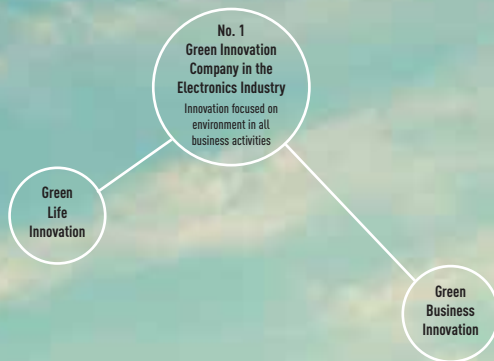 No. 1
Green Innovation
Company in the
Electronics Industry
Innovation focused on
environment in all
business activities
Green
Life
Innovation
Green
Business
Innovation